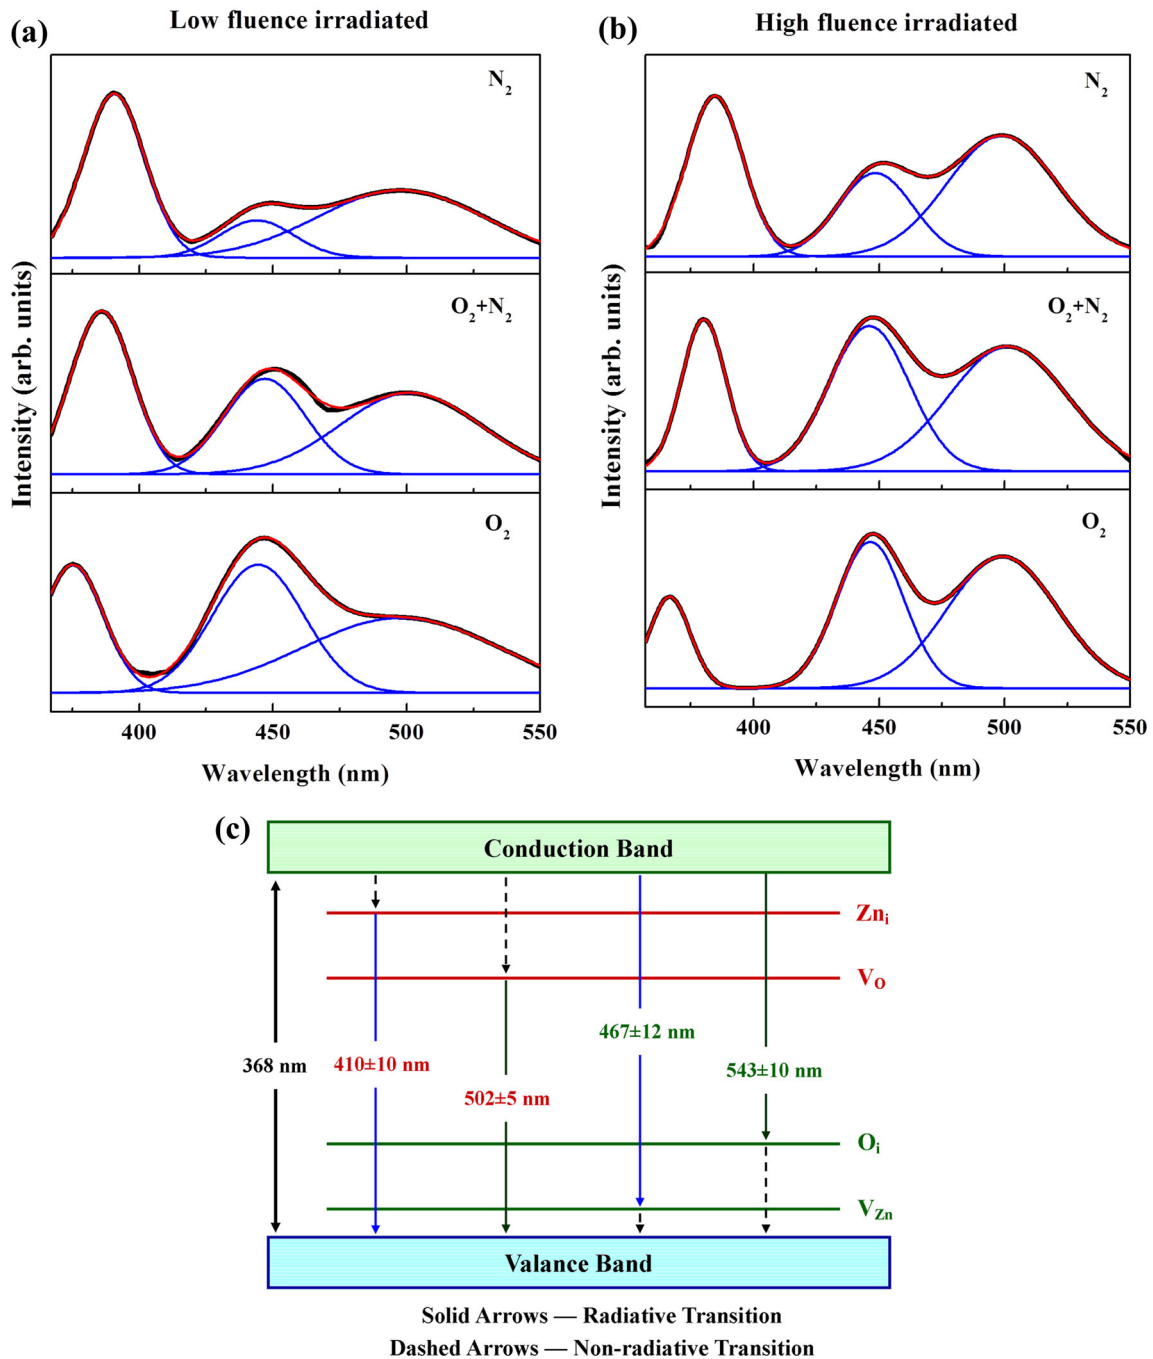 (a) Low fluence irradiated
N₂
O₂+N₂
O₂
Intensity (arb. units)
400 450 500 550
Wavelength (nm)
(b) High fluence irradiated
N₂
O₂+N₂
O₂
Intensity (arb. units)
400 450 500 550
Wavelength (nm)
(c)
Conduction Band
Znᵢ
V_O
467±12 nm
368 nm 410±10 nm 543±10 nm
502±5 nm
Oᵢ
V_Zn
Valance Band
Solid Arrows — Radiative Transition
Dashed Arrows — Non-radiative Transition